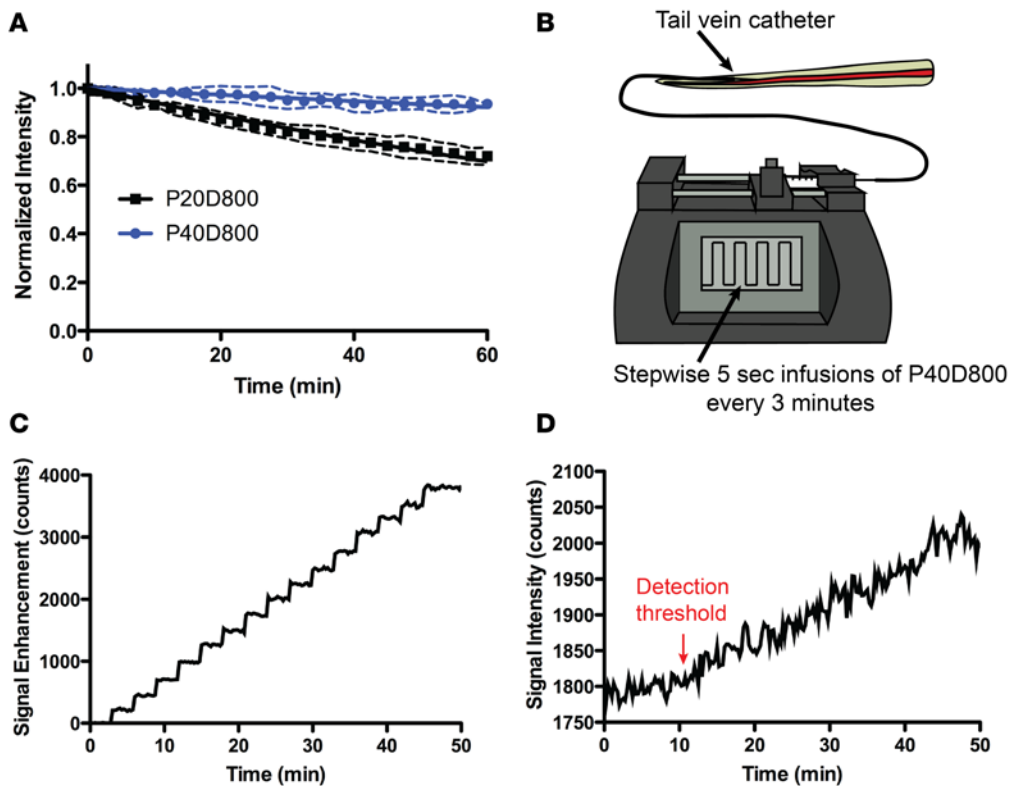 A
Normalized Intensity
1.0
0.8
0.6
0.4
0.2
0.0
P20D800
P40D800
0
20
40
60
Time (min)
B
Tail vein catheter
Stepwise 5 sec infusions of P40D800
every 3 minutes
C
Signal Enhancement (counts)
4000
3000
2000
1000
0
0
10
20
30
40
50
Time (min)
D
Signal Intensity (counts)
2100
2050
2000
1950
1900
1850
1800
1750
Detection
threshold
0
10
20
30
40
50
Time (min)